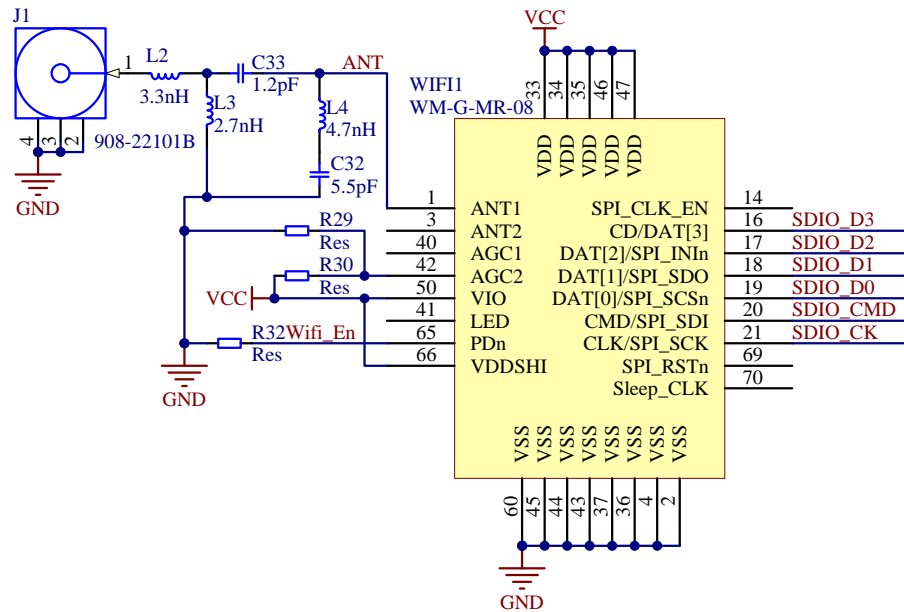 J1
1
L2
3.3nH
C33
1.2pF
ANT
L3
2.7nH
L4
4.7nH
C32
5.5pF
908-22101B
4
3
2
GND
VCC
WIFI1
WM-G-MR-08
33
34
35
46
47
VDD
VDD
VDD
VDD
VDD
1
ANT1
3
ANT2
40
AGC1
42
AGC2
50
VIO
41
LED
65
PDn
66
VDDSHI
R29
Res
R30
Res
VCC
R32
Wifi_En
Res
GND
SPI_CLK_EN
14
CD/DAT[3]
16
SDIO_D3
DAT[2]/SPI_INIn
17
SDIO_D2
DAT[1]/SPI_SDO
18
SDIO_D1
DAT[0]/SPI_SCSn
19
SDIO_D0
CMD/SPI_SDI
20
SDIO_CMD
CLK/SPI_SCK
21
SDIO_CK
SPI_RSTn
69
Sleep_CLK
70
VSS
VSS
VSS
VSS
VSS
VSS
VSS
VSS
60
45
44
43
37
36
4
2
GND